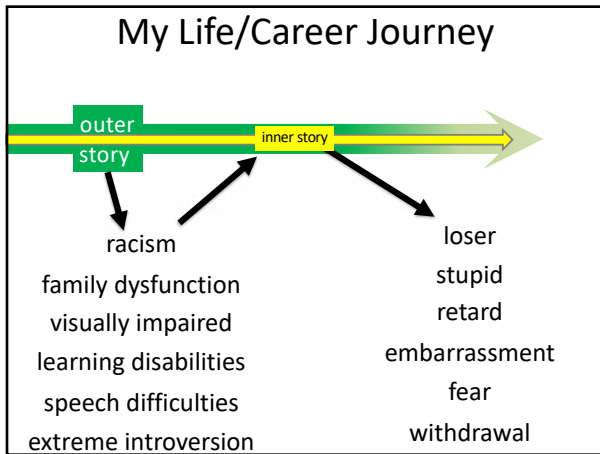 My Life/Career Journey
outer
story
inner story
racism
family dysfunction
visually impaired
learning disabilities
speech difficulties
extreme introversion
loser
stupid
retard
embarrassment
fear
withdrawal